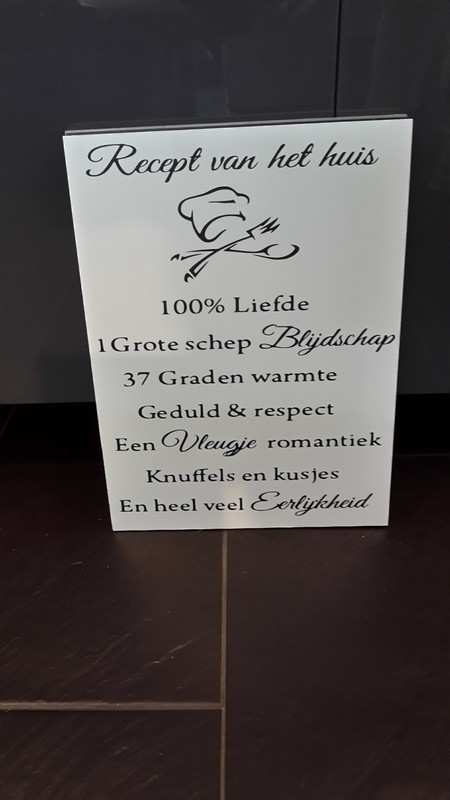 Recept van het huis
100% Liefde
1 Grote schep Blijdschap
37 Graden warmte
Geduld & respect
Een Vleugje romantiek
Knuffels en kusjes
En heel veel Eerlijkheid